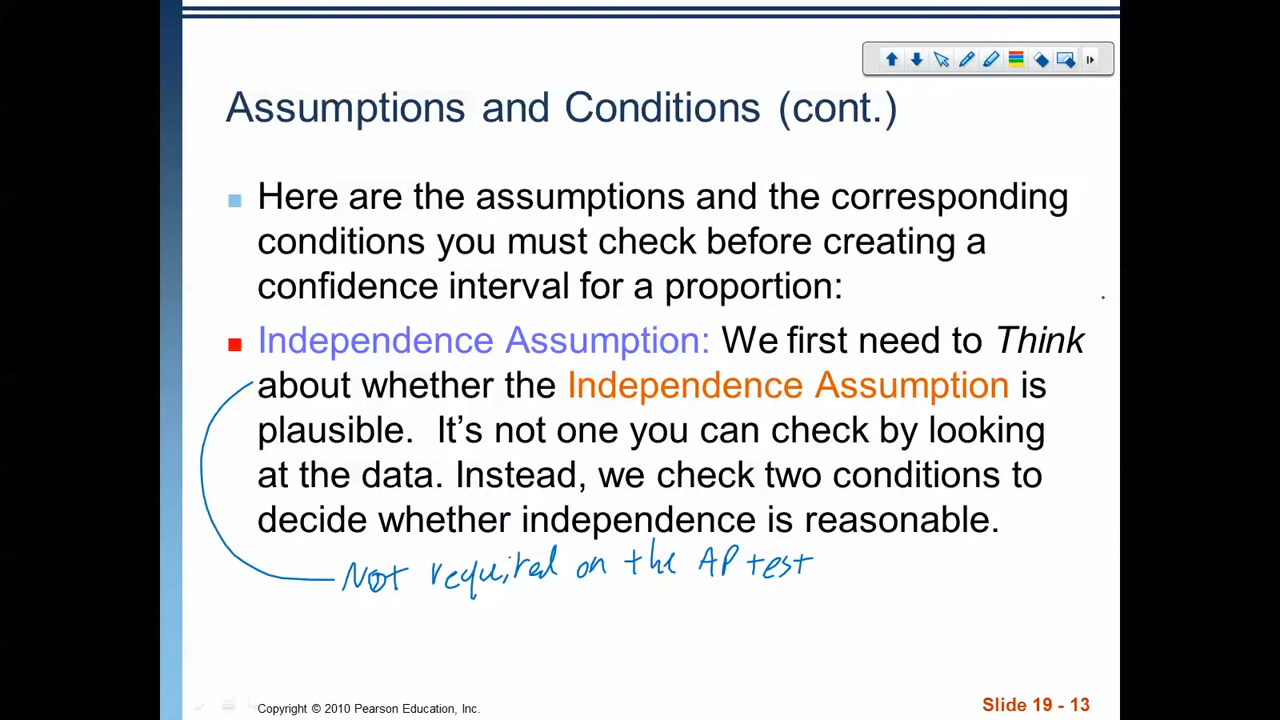 Assumptions and Conditions (cont.)
Here are the assumptions and the corresponding
conditions you must check before creating a
confidence interval for a proportion:
Independence Assumption: We first need to Think
about whether the Independence Assumption is
plausible. It's not one you can check by looking
at the data. Instead, we check two conditions to
decide whether independence is reasonable.
Not required on the AP test
Copyright © 2010 Pearson Education, Inc.
Slide 19 - 13